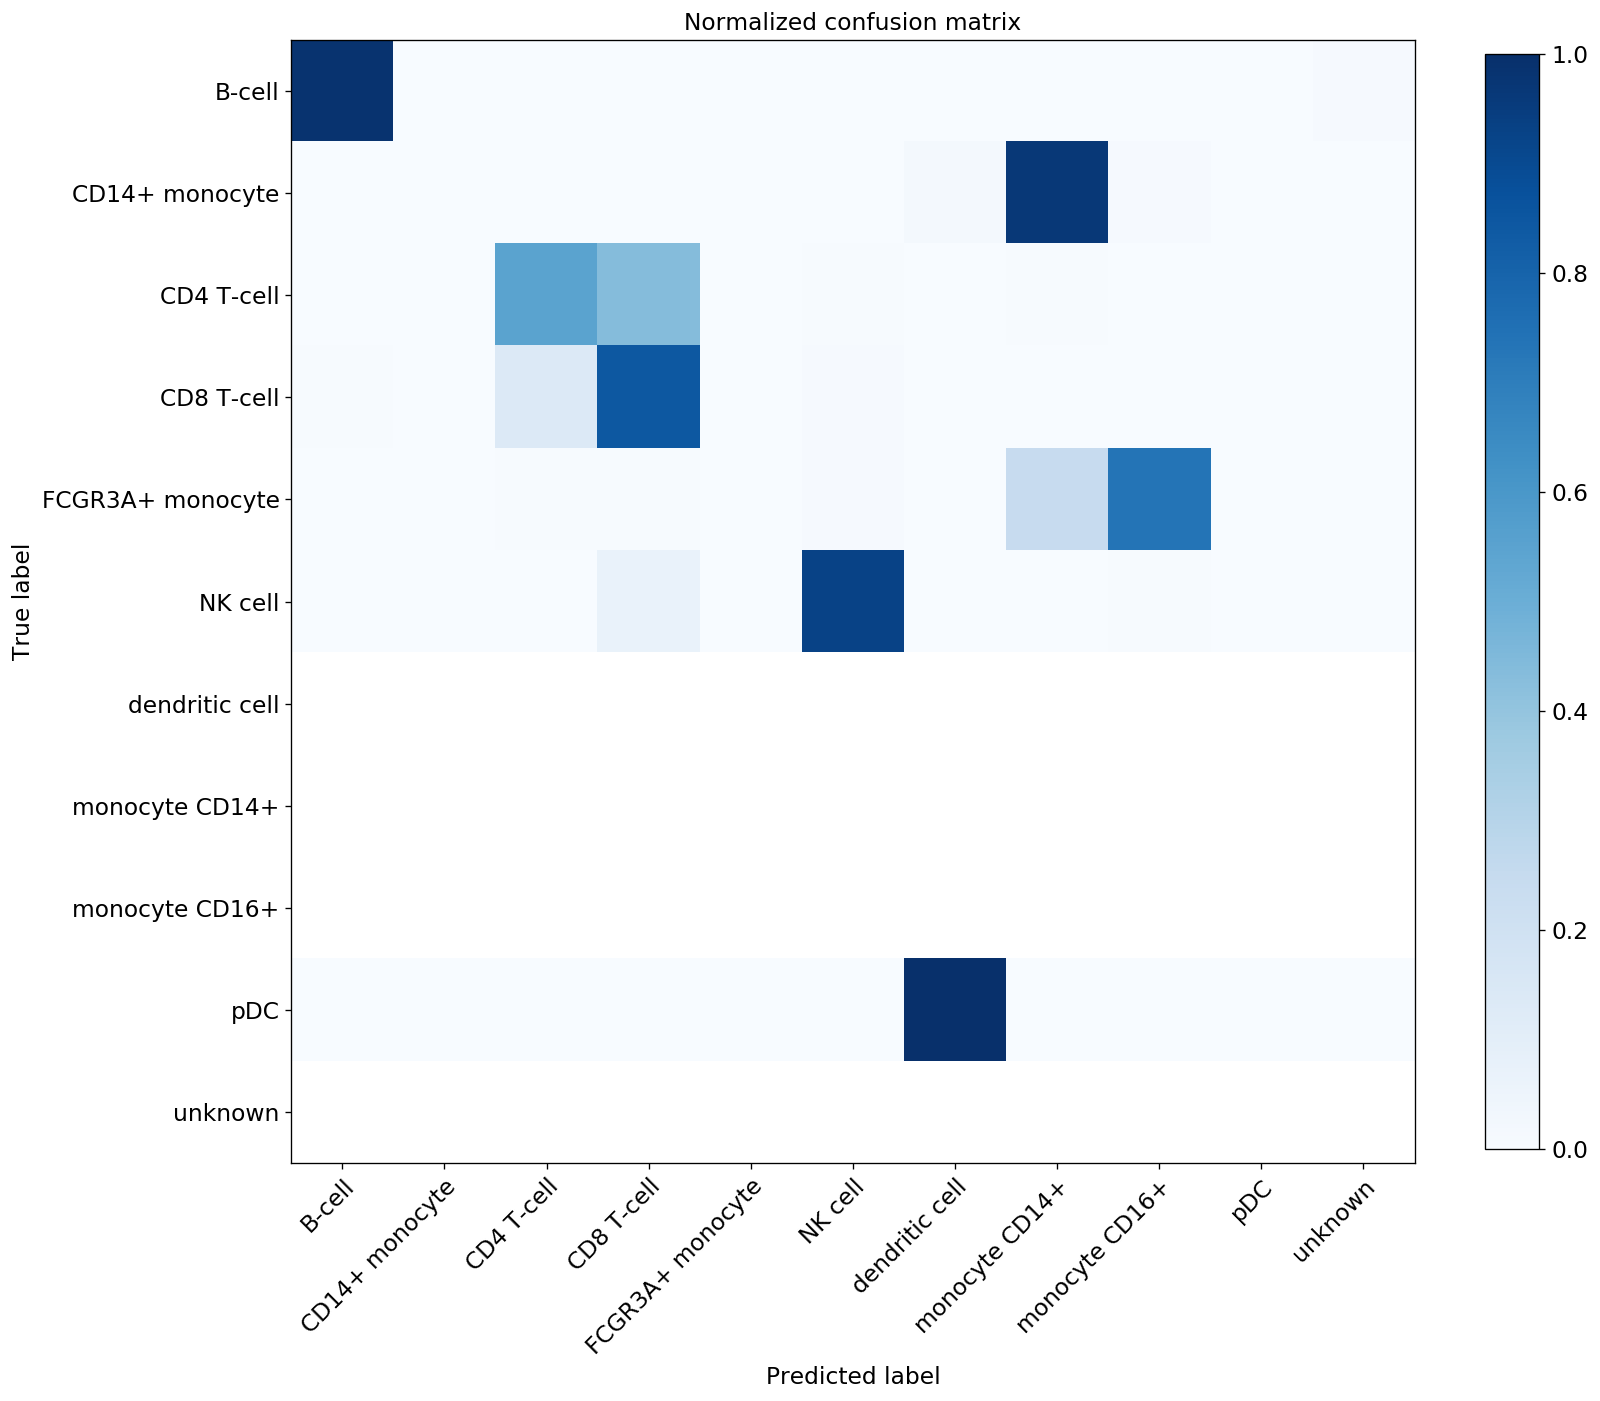 Normalized confusion matrix
True label
B-cell
CD14+ monocyte
CD4 T-cell
CD8 T-cell
FCGR3A+ monocyte
NK cell
dendritic cell
monocyte CD14+
monocyte CD16+
pDC
unknown
B-cell
CD14+ monocyte
CD4 T-cell
CD8 T-cell
FCGR3A+ monocyte
NK cell
dendritic cell
monocyte CD14+
monocyte CD16+
pDC
unknown
Predicted label
1.0
0.8
0.6
0.4
0.2
0.0